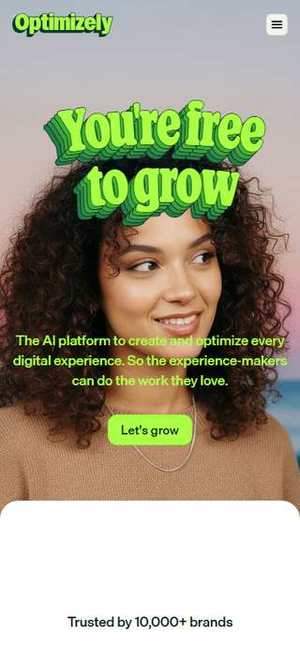 Optimizely
You're free
to grow
The AI platform to create and optimize every
digital experience. So the experience-makers
can do the work they love.
Let's grow
Trusted by 10,000+ brands